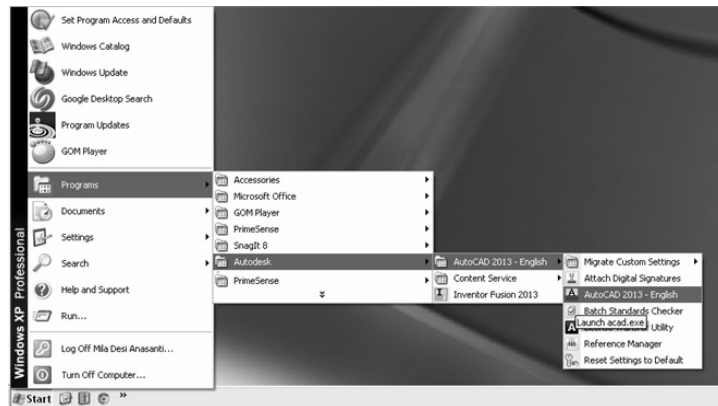 Set Program Access and Defaults
Windows Catalog
Windows Update
Google Desktop Search
Program Updates
GOM Player
Programs
Documents
Settings
Search
Help and Support
Run...
Log Off Mila Desi Anasanti...
Turn Off Computer...
Windows XP Professional
Start
Accessories
Microsoft Office
GOM Player
PrimeSense
SnagIt 8
Autodesk
PrimeSense
AutoCAD 2013 - English
Content Service
Inventor Fusion 2013
Migrate Custom Settings
Attach Digital Signatures
AutoCAD 2013 - English
Batch Standards Checker
Launch acad.exe
Utility
Reference Manager
Reset Settings to Default